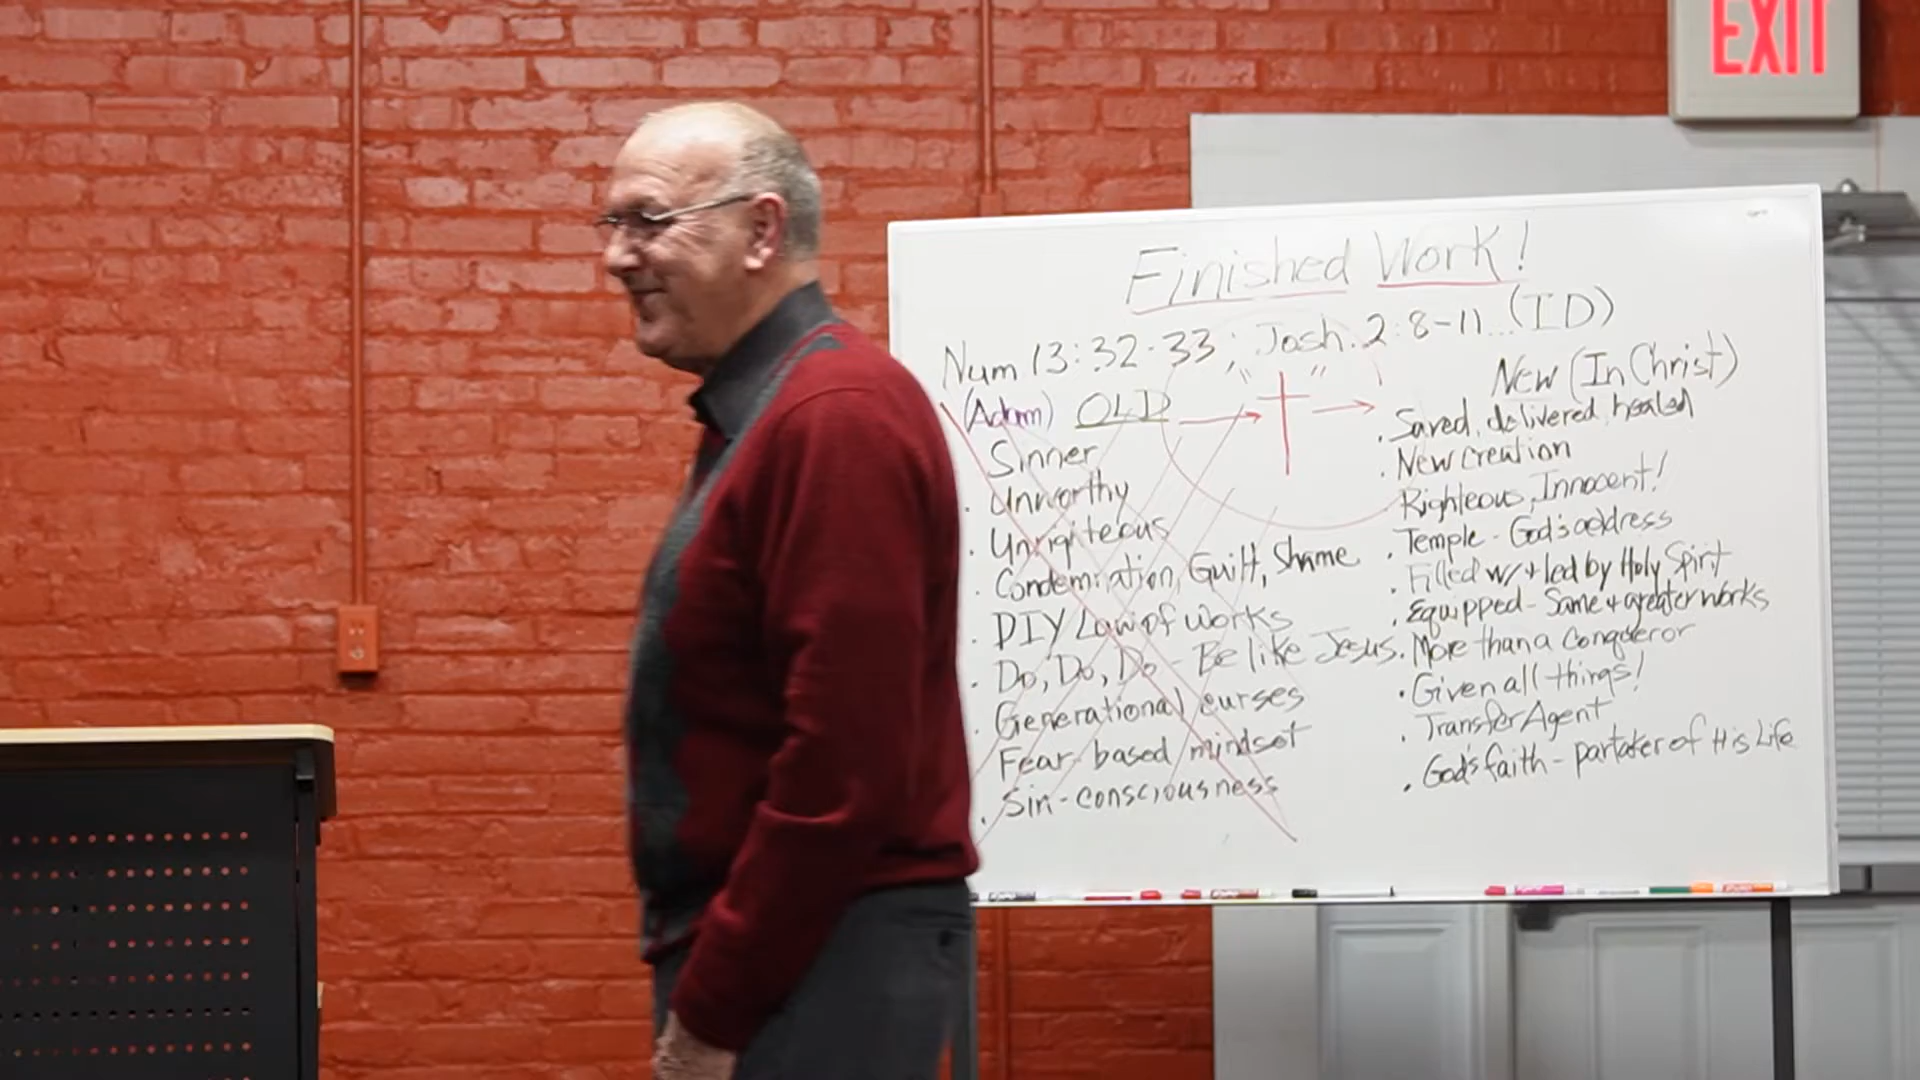 EXIT
Finished Work!
Num 13:32-33; Josh. 2:8-11... (ID)
(Adam) OLD
Sinner
. Unworthy
. Unrighteous
. Condemnation, Guilt, Shame
. DIY Law of works
. Do, Do, Do - Be like Jesus
. Generational curses
Fear-based mindset
. Sin-consciousness
New (In Christ)
. Saved, delivered, healed
. New creation
Righteous, Innocent!
. Temple - God's address
. Filled w/ + led by Holy Spirit
. Equipped - Same + greater works
. More than a Conqueror
. Given all things!
. Transfer Agent
. God's faith - partaker of His Life